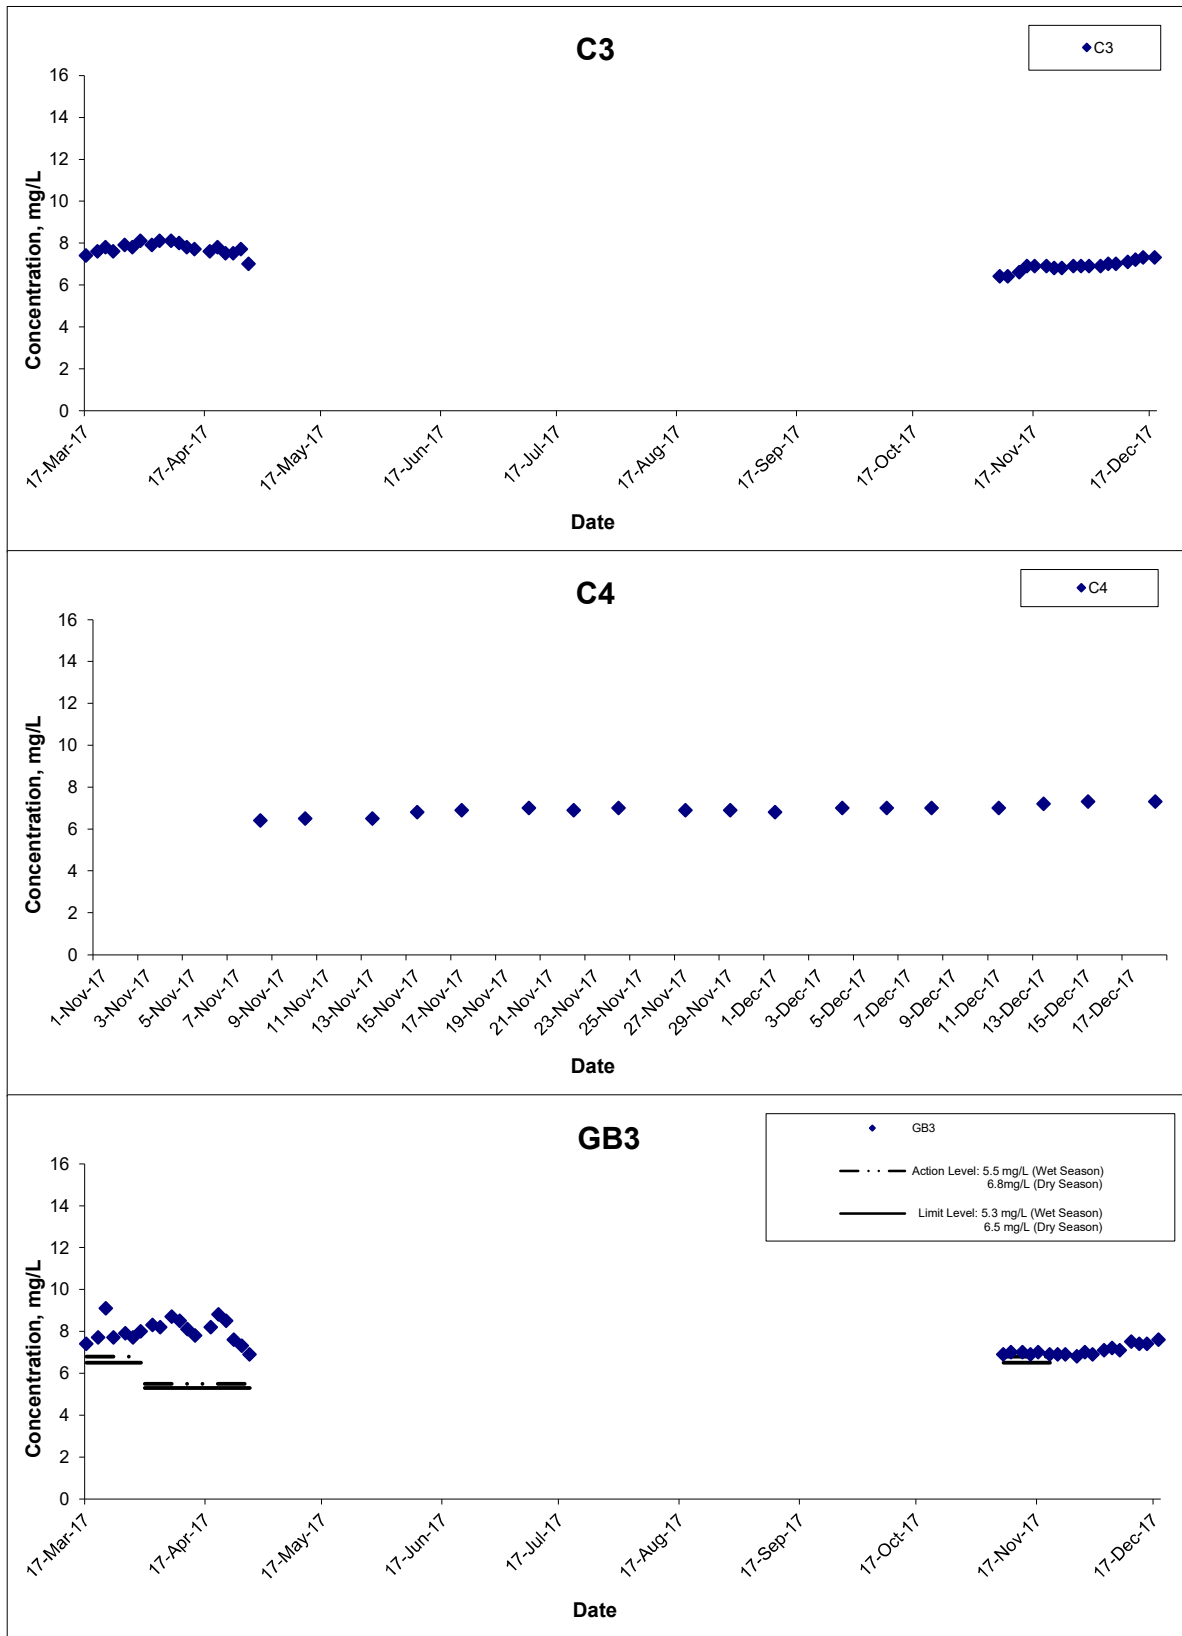 C3
C3
16
14
12
10
8
6
4
2
0
Concentration, mg/L
17-Mar-17
17-Apr-17
17-May-17
17-Jun-17
17-Jul-17
17-Aug-17
17-Sep-17
17-Oct-17
17-Nov-17
17-Dec-17
Date
C4
C4
16
14
12
10
8
6
4
2
0
Concentration, mg/L
1-Nov-17
3-Nov-17
5-Nov-17
7-Nov-17
9-Nov-17
11-Nov-17
13-Nov-17
15-Nov-17
17-Nov-17
19-Nov-17
21-Nov-17
23-Nov-17
25-Nov-17
27-Nov-17
29-Nov-17
1-Dec-17
3-Dec-17
5-Dec-17
7-Dec-17
9-Dec-17
11-Dec-17
13-Dec-17
15-Dec-17
17-Dec-17
Date
GB3
GB3
Action Level: 5.5 mg/L (Wet Season)
6.8mg/L (Dry Season)
Limit Level: 5.3 mg/L (Wet Season)
6.5 mg/L (Dry Season)
16
14
12
10
8
6
4
2
0
Concentration, mg/L
17-Mar-17
17-Apr-17
17-May-17
17-Jun-17
17-Jul-17
17-Aug-17
17-Sep-17
17-Oct-17
17-Nov-17
17-Dec-17
Date